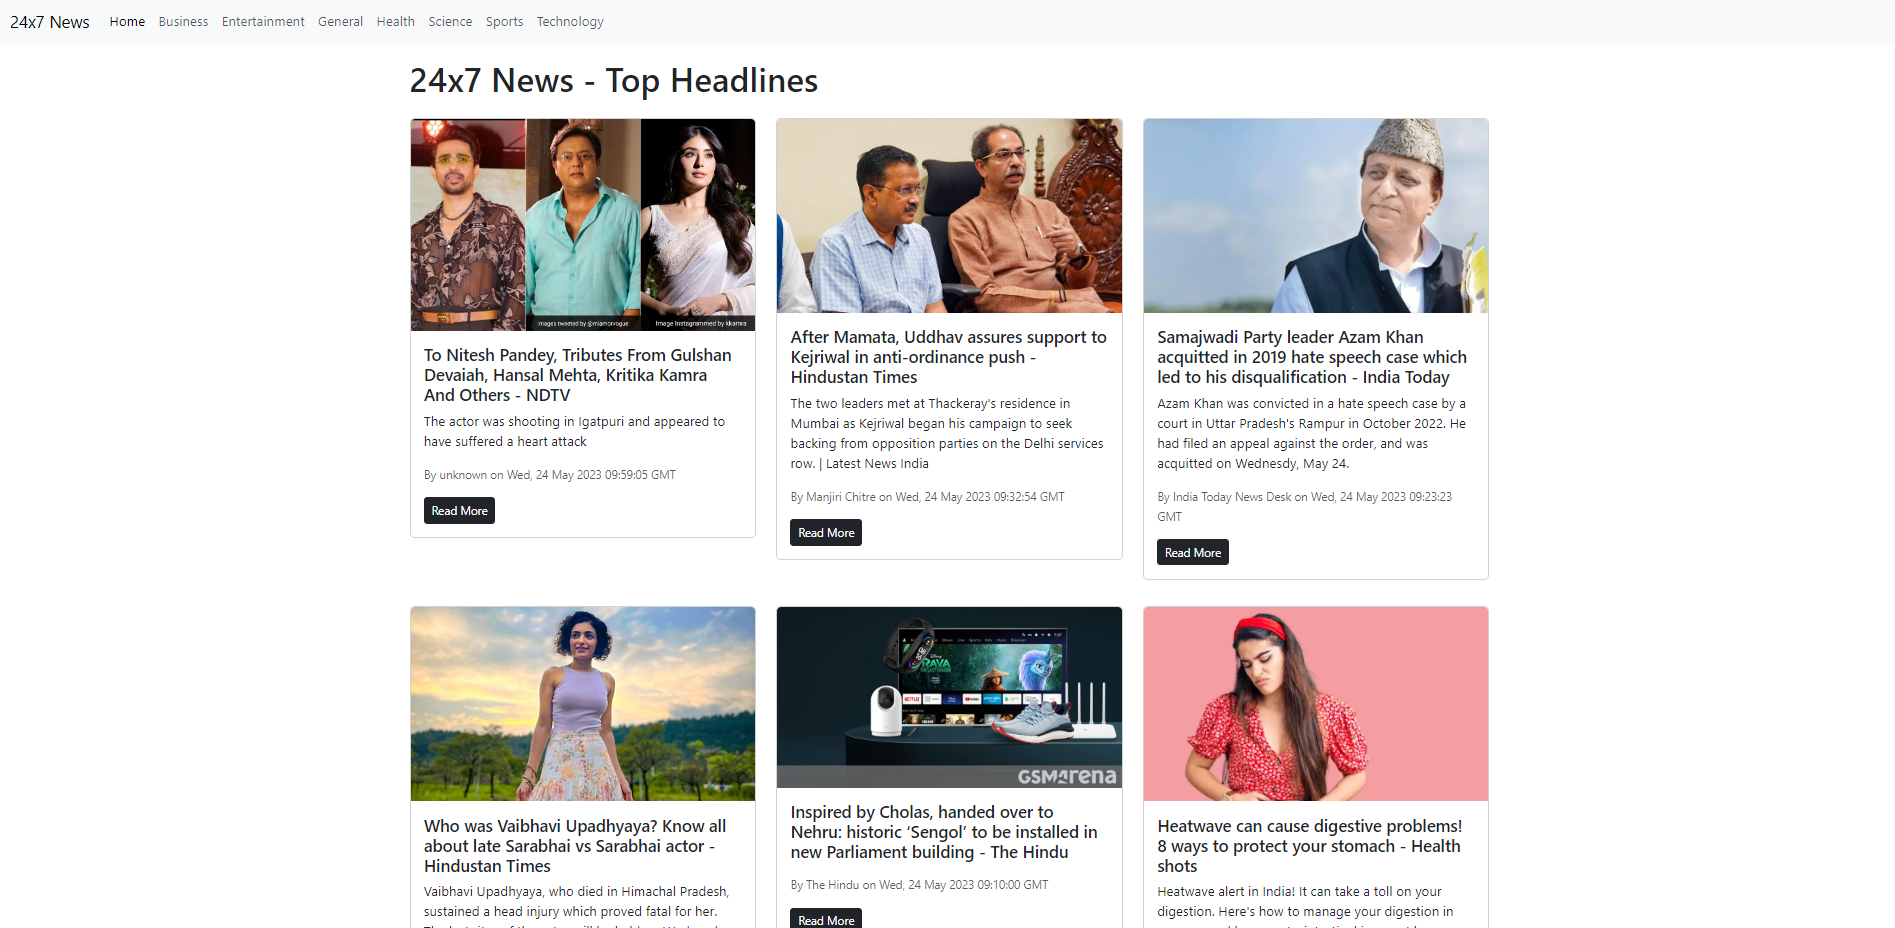 24x7 News Home Business Entertainment General Health Science Sports Technology
24x7 News - Top Headlines
Images tweeted by @miamorvogue
Image Instagrammed by kkamra
To Nitesh Pandey, Tributes From Gulshan
Devaiah, Hansal Mehta, Kritika Kamra
And Others - NDTV
The actor was shooting in Igatpuri and appeared to
have suffered a heart attack
By unknown on Wed, 24 May 2023 09:59:05 GMT
Read More
After Mamata, Uddhav assures support to
Kejriwal in anti-ordinance push -
Hindustan Times
The two leaders met at Thackeray's residence in
Mumbai as Kejriwal began his campaign to seek
backing from opposition parties on the Delhi services
row. | Latest News India
By Manjiri Chitre on Wed, 24 May 2023 09:32:54 GMT
Read More
Samajwadi Party leader Azam Khan
acquitted in 2019 hate speech case which
led to his disqualification - India Today
Azam Khan was convicted in a hate speech case by a
court in Uttar Pradesh's Rampur in October 2022. He
had filed an appeal against the order, and was
acquitted on Wednesdy, May 24.
By India Today News Desk on Wed, 24 May 2023 09:23:23
GMT
Read More
Who was Vaibhavi Upadhyaya? Know all
about late Sarabhai vs Sarabhai actor -
Hindustan Times
Vaibhavi Upadhyaya, who died in Himachal Pradesh,
sustained a head injury which proved fatal for her.
GSMArena
Inspired by Cholas, handed over to
Nehru: historic ‘Sengol’ to be installed in
new Parliament building - The Hindu
By The Hindu on Wed, 24 May 2023 09:10:00 GMT
Read More
Heatwave can cause digestive problems!
8 ways to protect your stomach - Health
shots
Heatwave alert in India! It can take a toll on your
digestion. Here's how to manage your digestion in